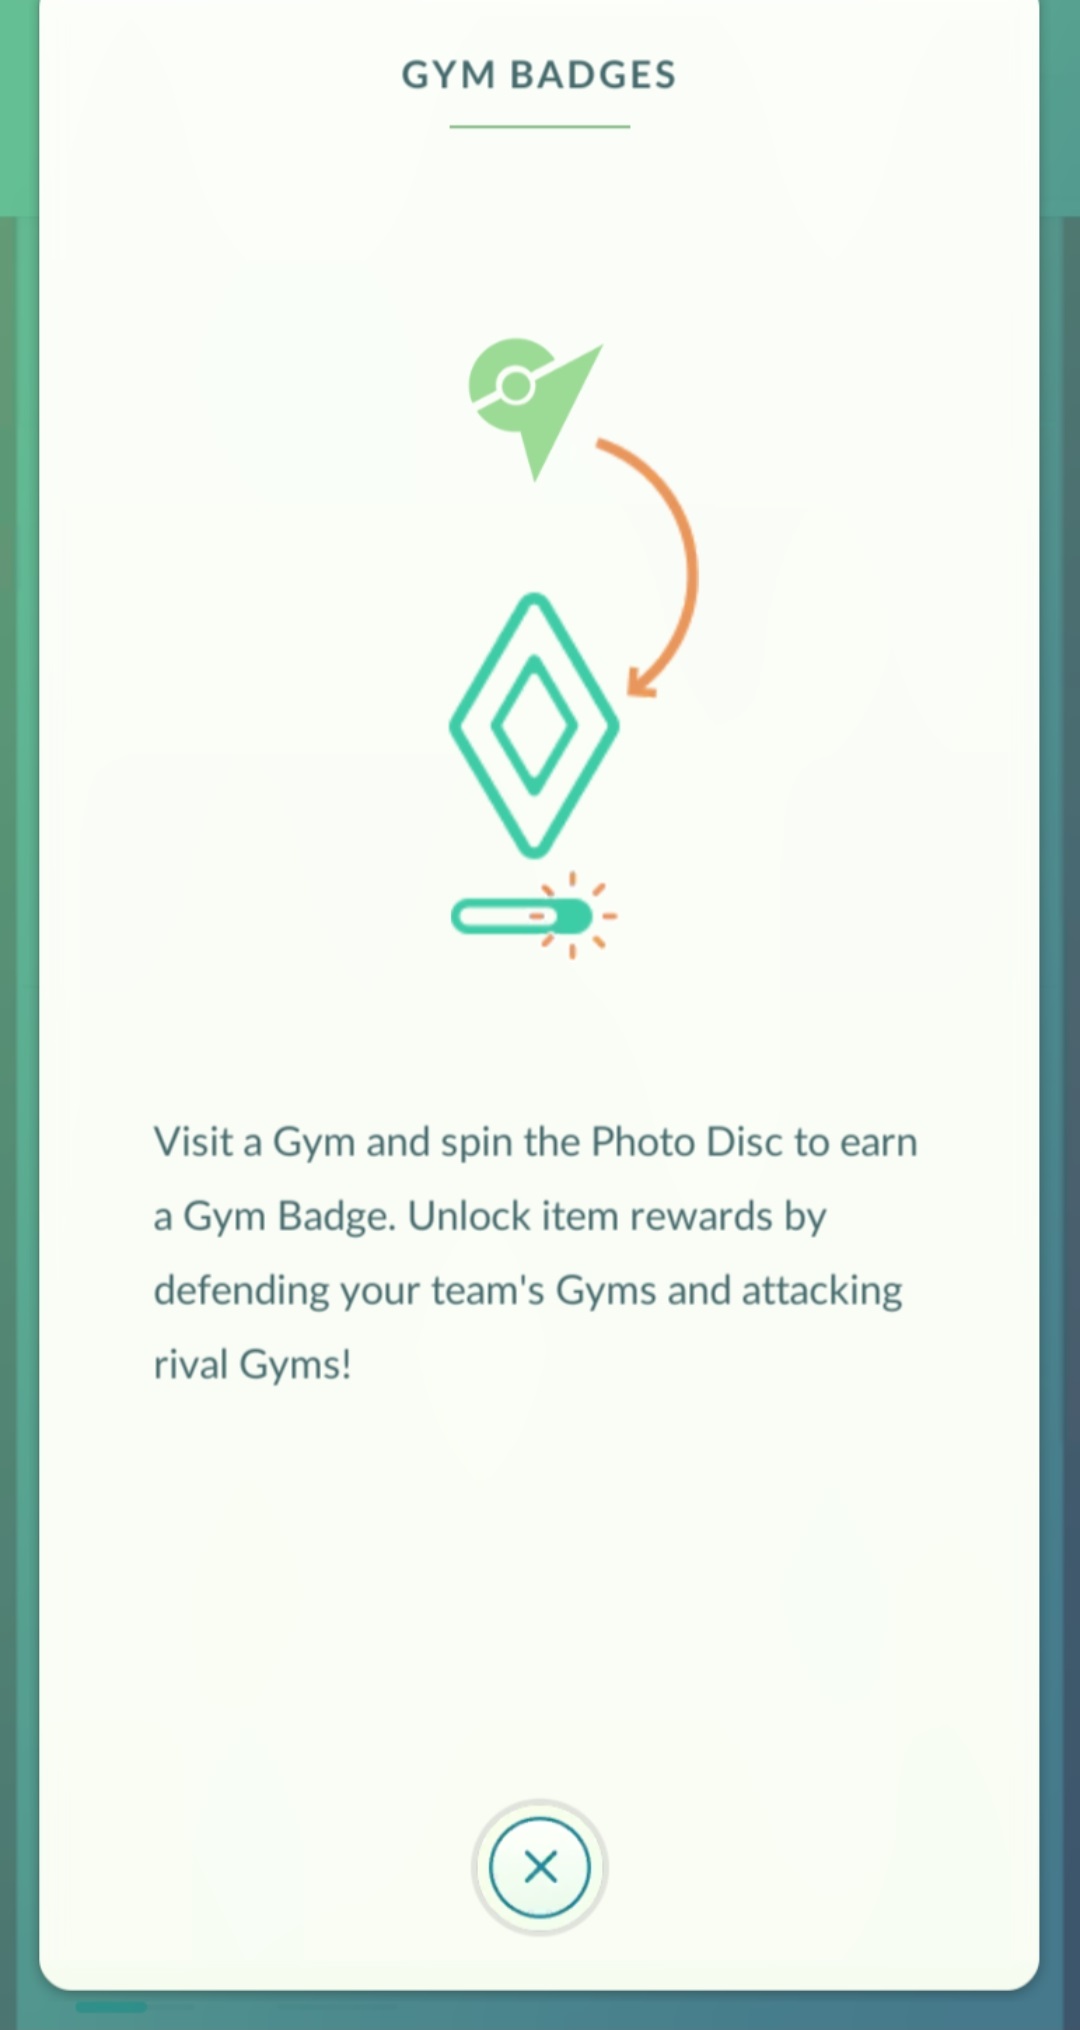 GYM BADGES
Visit a Gym and spin the Photo Disc to earn
a Gym Badge. Unlock item rewards by
defending your team's Gyms and attacking
rival Gyms!